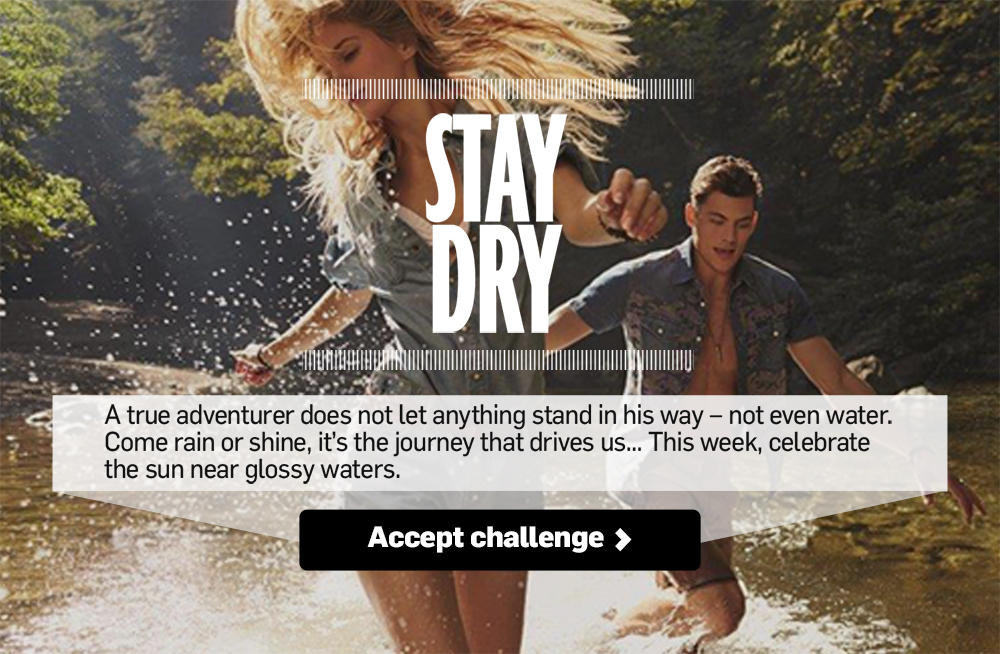 STAY
DRY
A true adventurer does not let anything stand in his way – not even water.
Come rain or shine, it's the journey that drives us... This week, celebrate
the sun near glossy waters.
Accept challenge